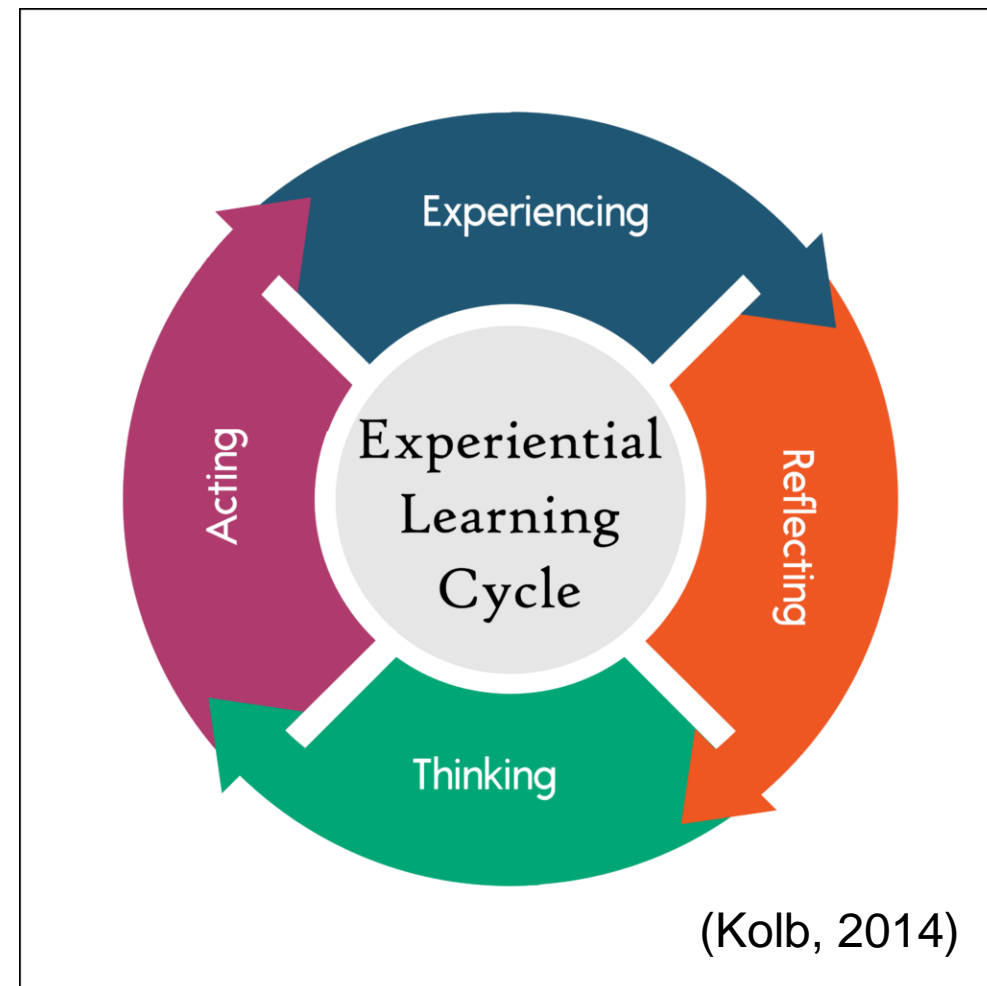 Experiencing
Reflecting
Thinking
Acting
Experiential
Learning
Cycle
(Kolb, 2014)